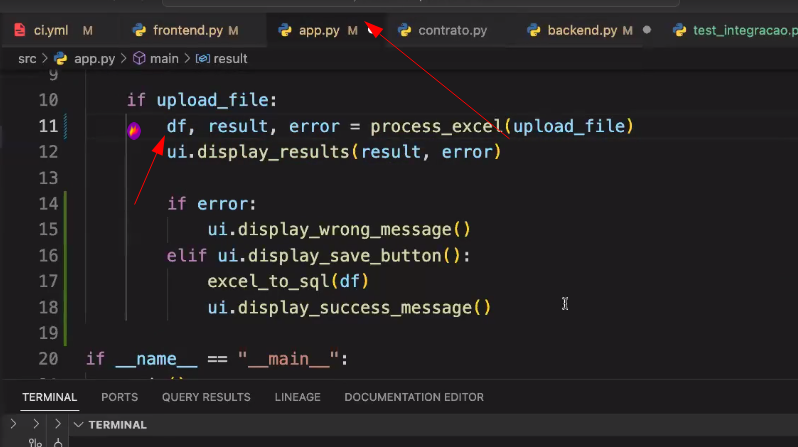 ci.yml M frontend.py M app.py M contrato.py backend.py M test_integracao.p
src > app.py > main > result
9
10 if upload_file:
11 df, result, error = process_excel(upload_file)
12 ui.display_results(result, error)
13
14 if error:
15 ui.display_wrong_message()
16 elif ui.display_save_button():
17 excel_to_sql(df)
18 ui.display_success_message()
19
20 if __name__ == "__main__":
TERMINAL PORTS QUERY RESULTS LINEAGE DOCUMENTATION EDITOR
TERMINAL